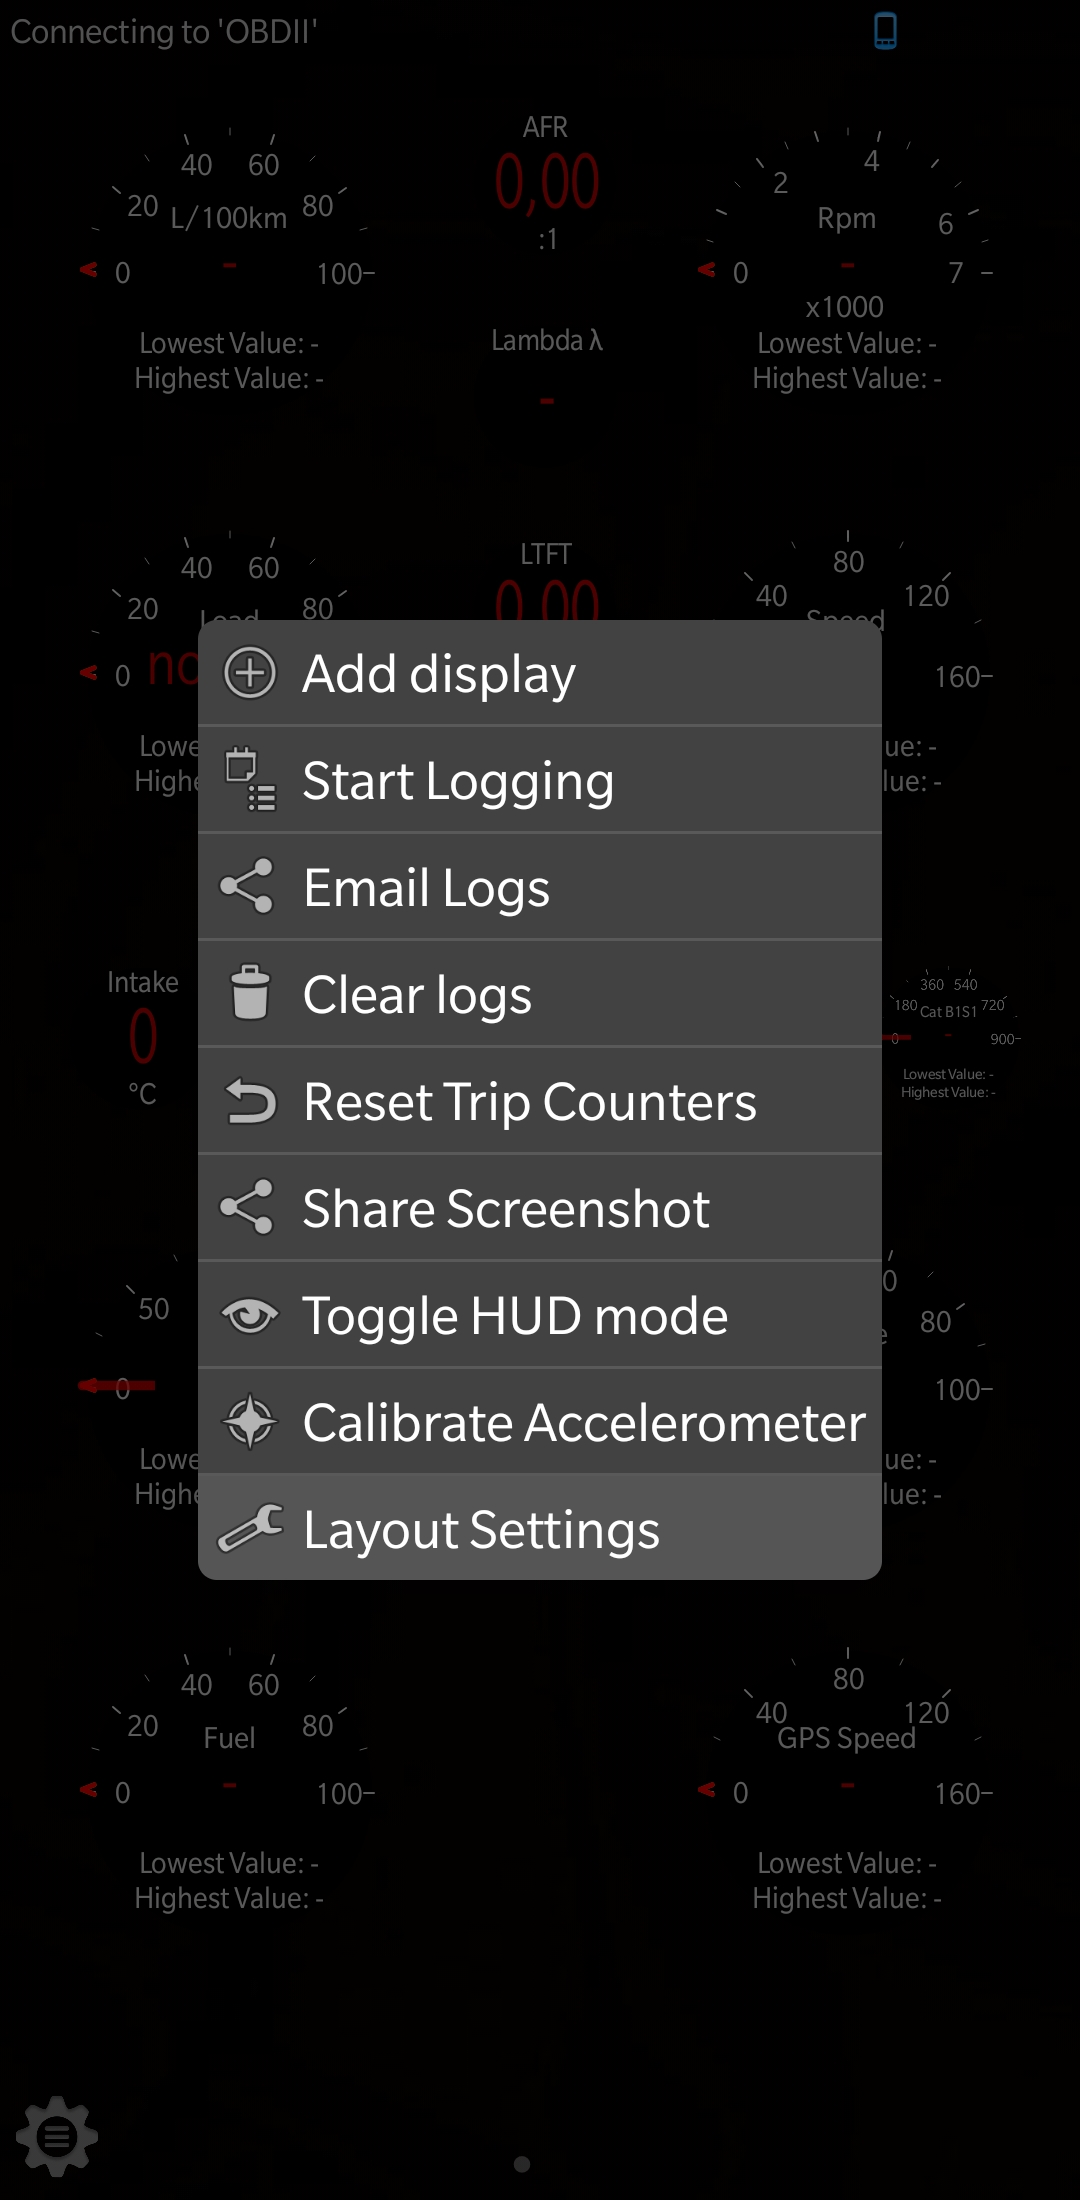 Connecting to 'OBDII'
AFR
0,00
:1
20 40 60 80
L/100km
0 - 100
2 4 6
Rpm
0 - 7
x1000
Lowest Value: -
Highest Value: -
Lambda λ
-
Lowest Value: -
Highest Value: -
LTFT
0,00
20 40 60 80
Load
0 no
40 80 120
Speed
160
Lowe
Highe
ue: -
lue: -
Add display
Start Logging
Email Logs
Clear logs
Reset Trip Counters
Share Screenshot
Toggle HUD mode
Calibrate Accelerometer
Layout Settings
Intake
0
°C
180 360 540 720
Cat B1S1
0 - 900
Lowest Value: -
Highest Value: -
50
0
Lowe
Highe
0 80
e
100
ue: -
lue: -
20 40 60 80
Fuel
0 - 100
Lowest Value: -
Highest Value: -
40 80 120
GPS Speed
0 - 160
Lowest Value: -
Highest Value: -